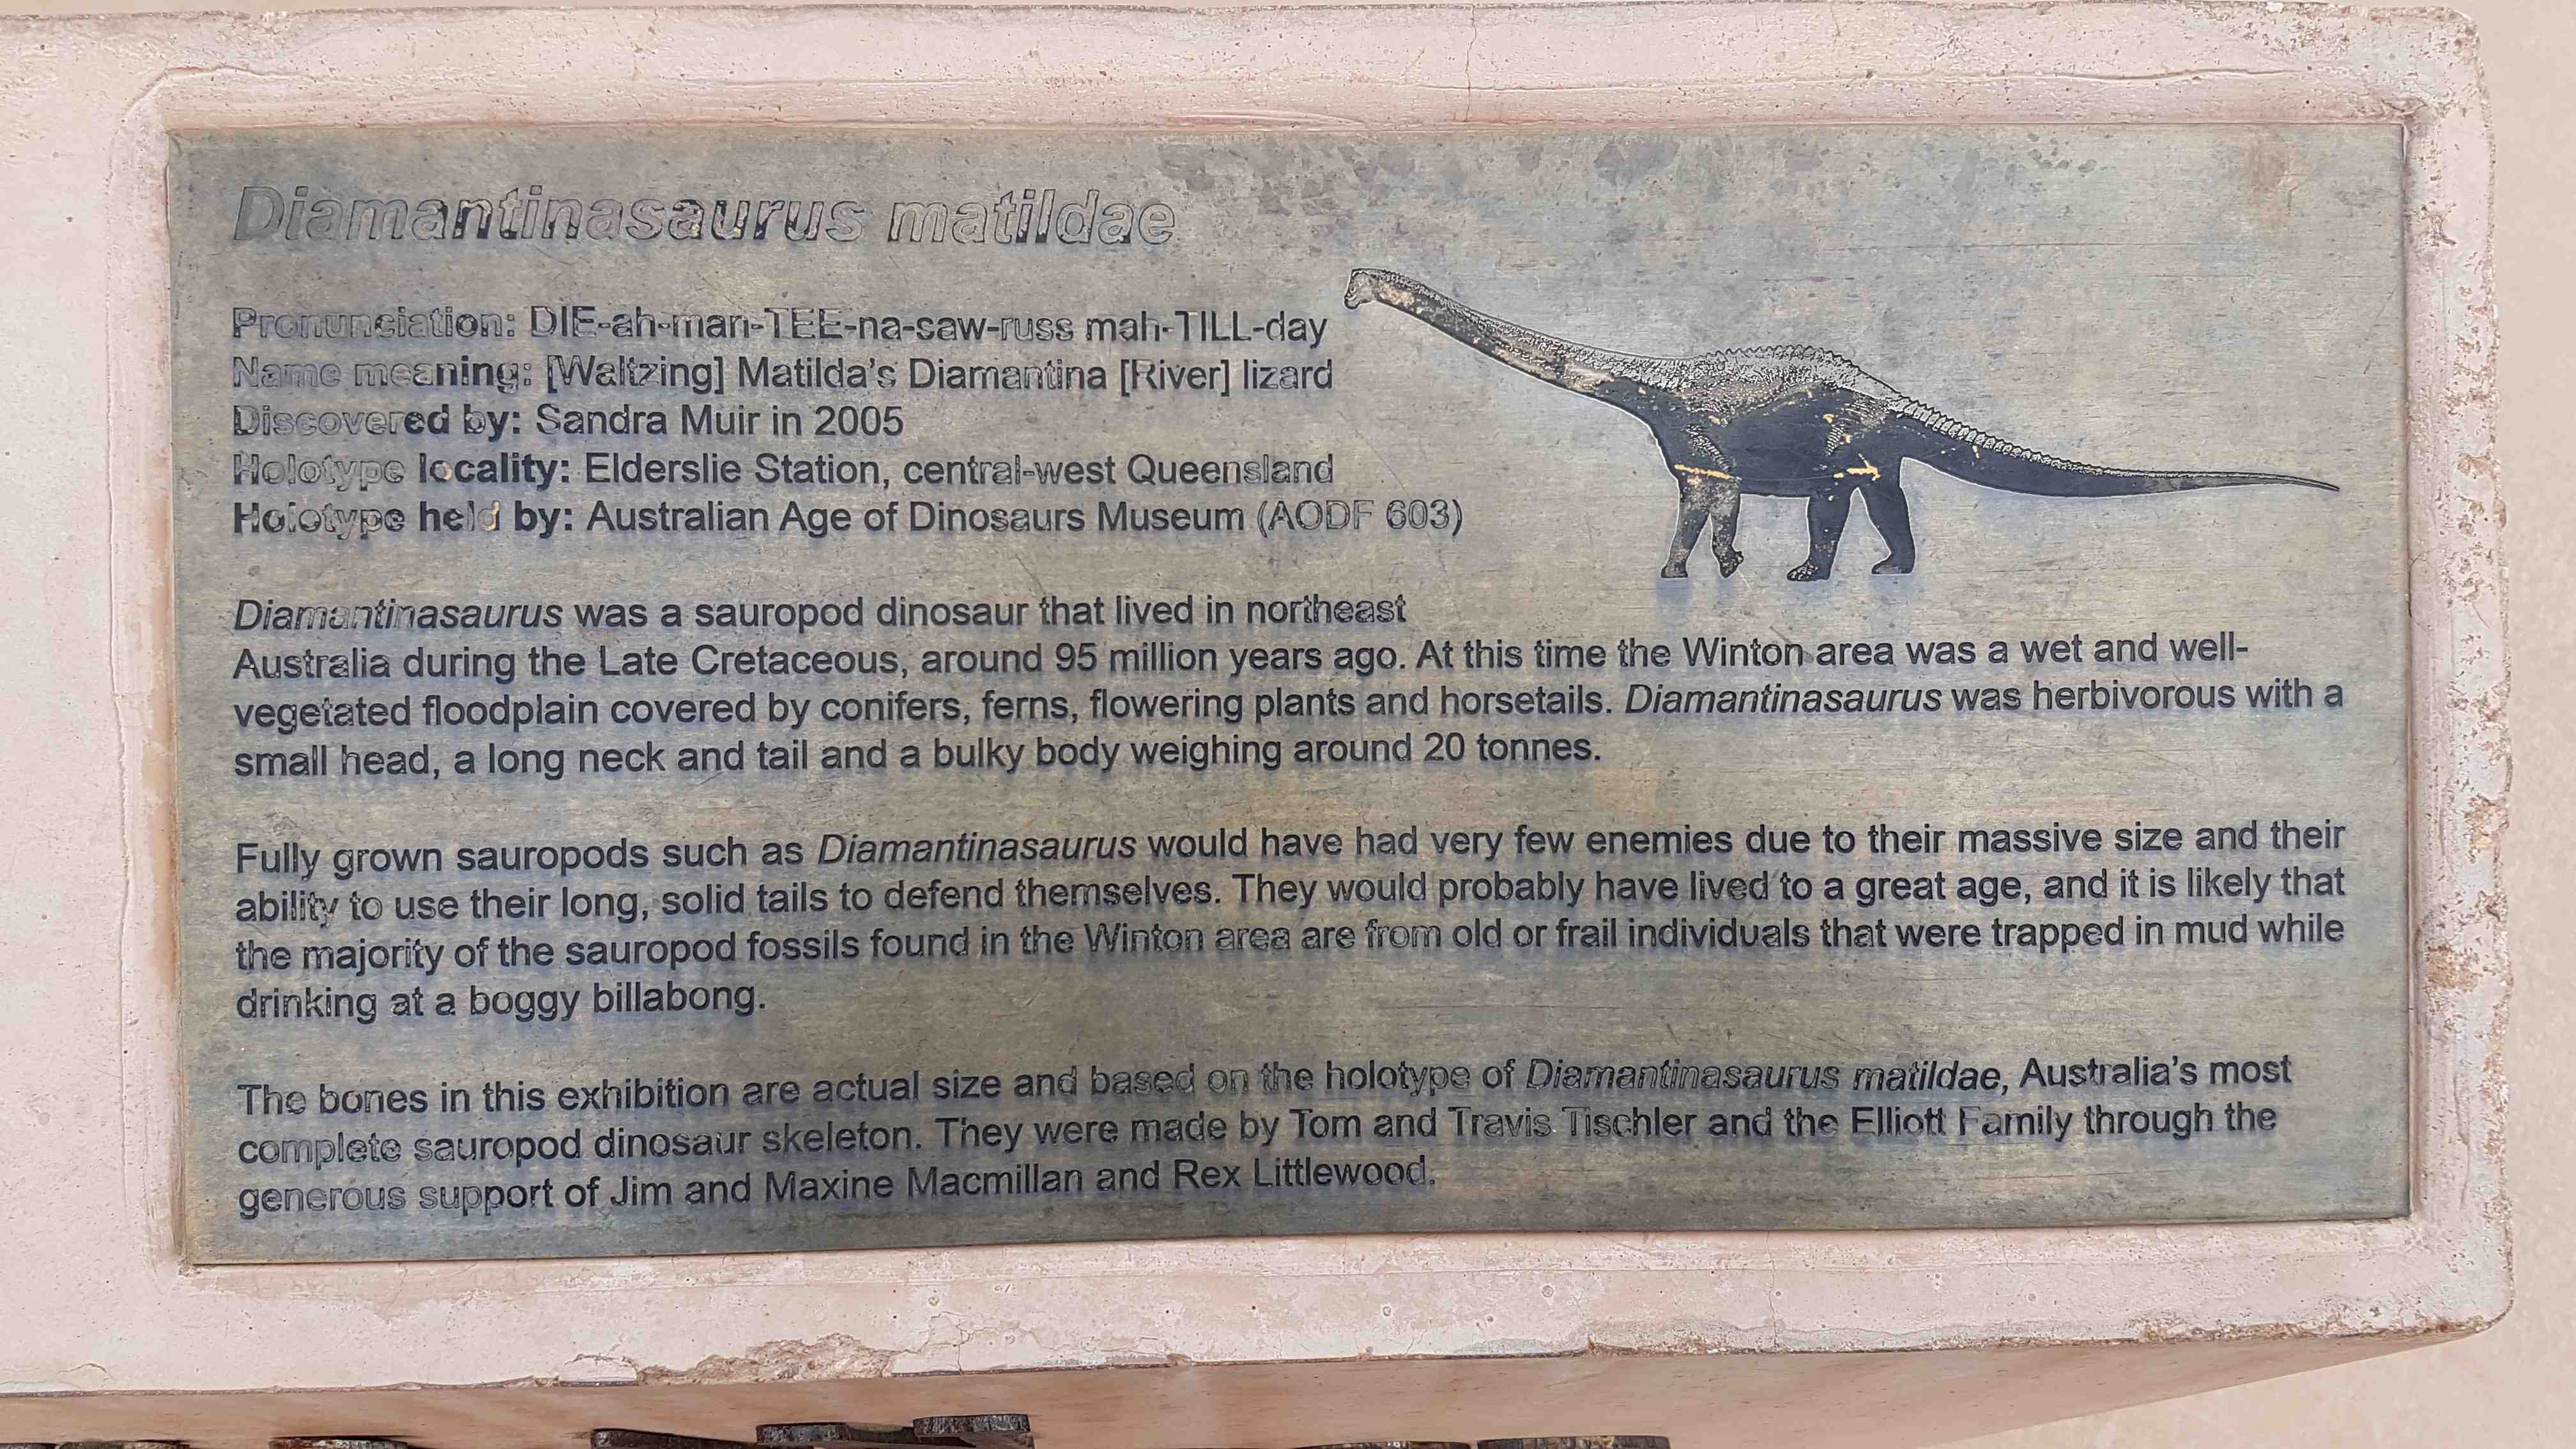 Diamantinasaurus matildae
Pronunciation: DIE-ah-man-TEE-na-saw-russ mah-TILL-day
Name meaning: [Waltzing] Matilda's Diamantina [River] lizard
Discovered by: Sandra Muir in 2005
Holotype locality: Elderslie Station, central-west Queensland
Holotype held by: Australian Age of Dinosaurs Museum (AODF 603)
Diamantinasaurus was a sauropod dinosaur that lived in northeast
Australia during the Late Cretaceous, around 95 million years ago. At this time the Winton area was a wet and well-
vegetated floodplain covered by conifers, ferns, flowering plants and horsetails. Diamantinasaurus was herbivorous with a
small head, a long neck and tail and a bulky body weighing around 20 tonnes.
Fully grown sauropods such as Diamantinasaurus would have had very few enemies due to their massive size and their
ability to use their long, solid tails to defend themselves. They would probably have lived to a great age, and it is likely that
the majority of the sauropod fossils found in the Winton area are from old or frail individuals that were trapped in mud while
drinking at a boggy billabong.
The bones in this exhibition are actual size and based on the holotype of Diamantinasaurus matildae, Australia's most
complete sauropod dinosaur skeleton. They were made by Tom and Travis Tischler and the Elliott Family through the
generous support of Jim and Maxine Macmillan and Rex Littlewood.